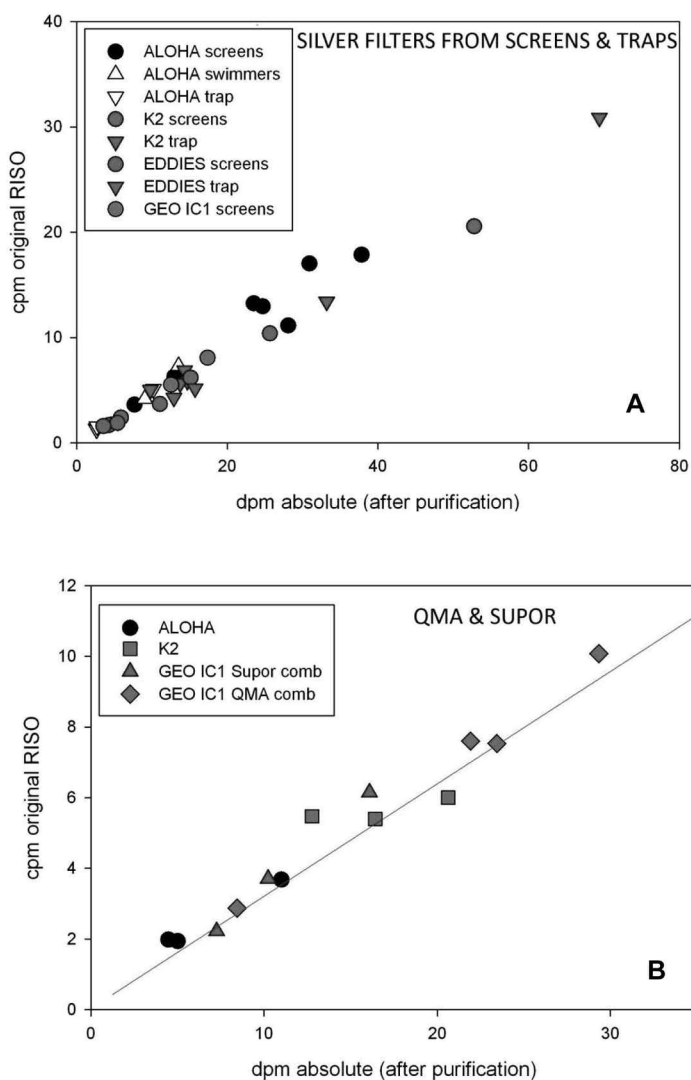 SILVER FILTERS FROM SCREENS & TRAPS
ALOHA screens
ALOHA swimmers
ALOHA trap
K2 screens
K2 trap
EDDIES screens
EDDIES trap
GEO IC1 screens
40
30
20
10
0
cpm original RISO
A
0 20 40 60 80
dpm absolute (after purification)
QMA & SUPOR
ALOHA
K2
GEO IC1 Supor comb
GEO IC1 QMA comb
12
10
8
6
4
2
0
cpm original RISO
B
0 10 20 30
dpm absolute (after purification)